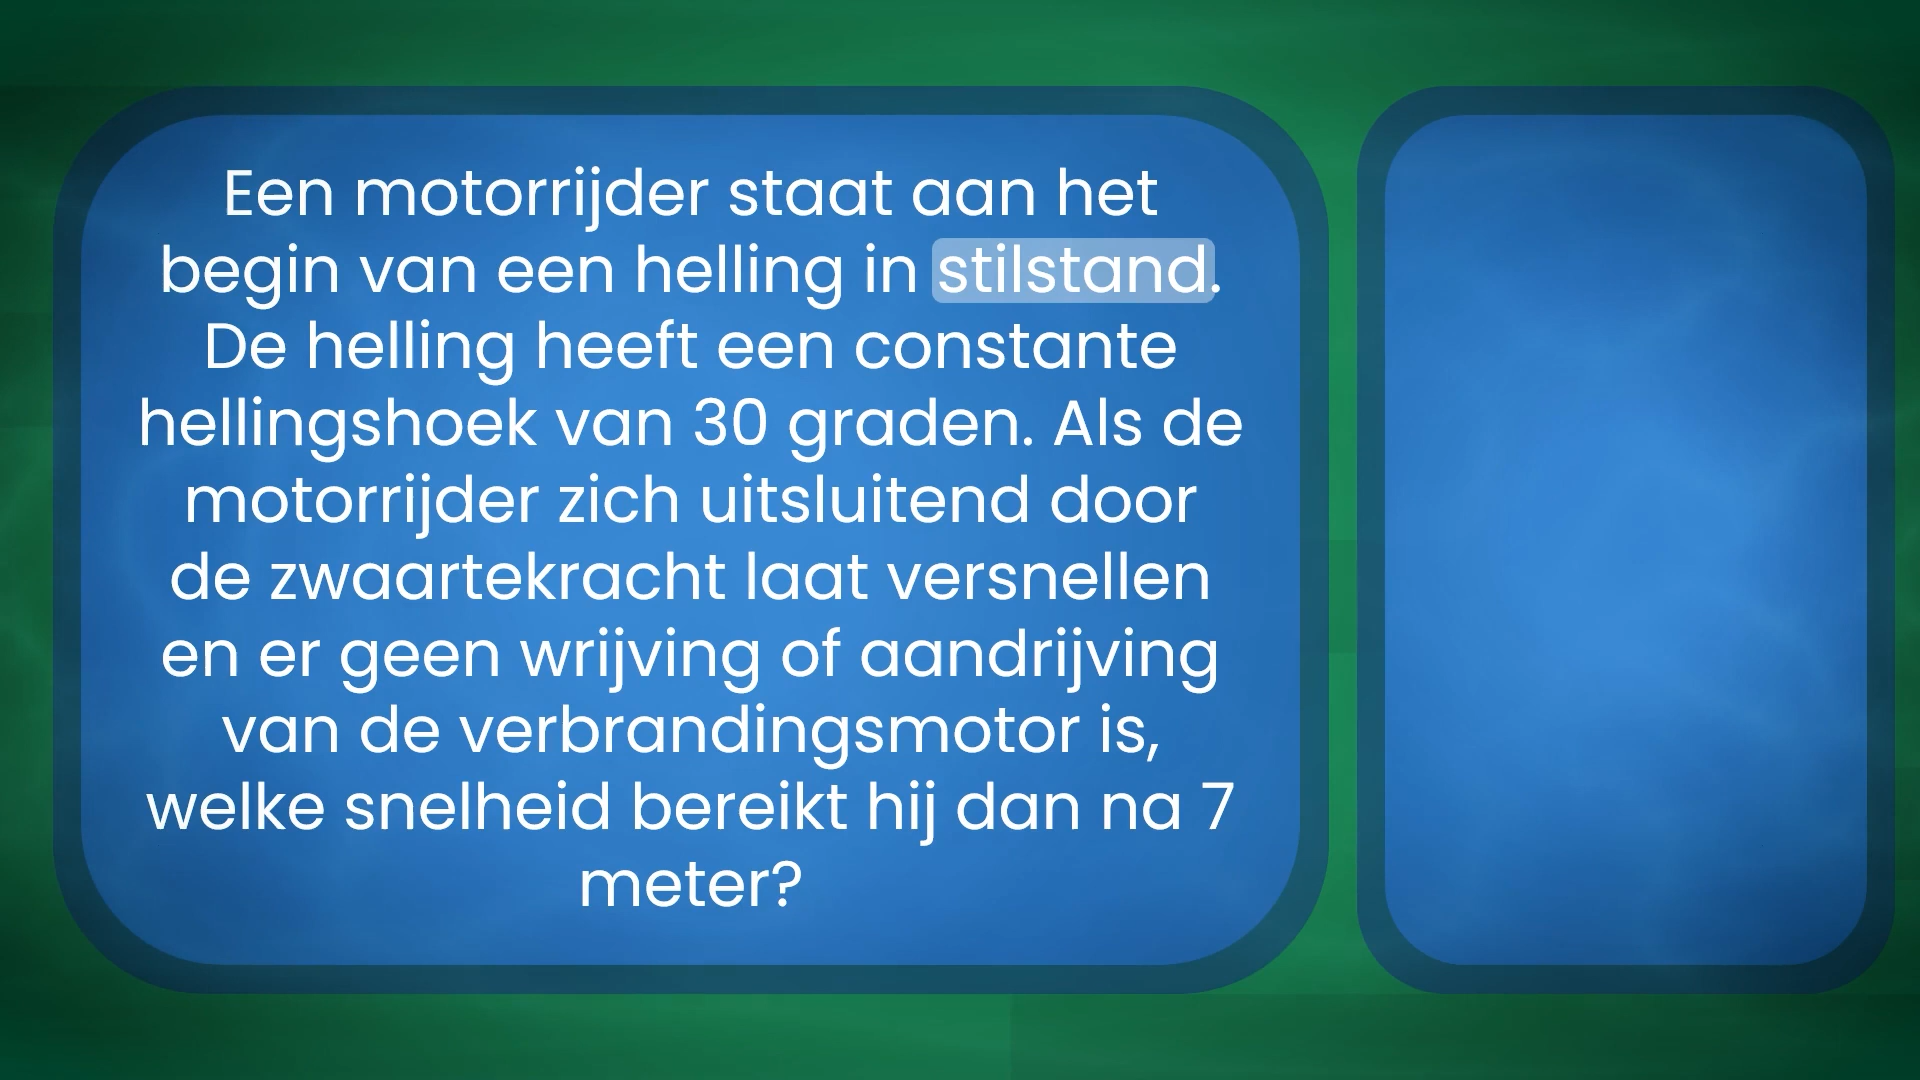 Een motorrijder staat aan het
begin van een helling in stilstand.
De helling heeft een constante
hellingshoek van 30 graden. Als de
motorrijder zich uitsluitend door
de zwaartekracht laat versnellen
en er geen wrijving of aandrijving
van de verbrandingsmotor is,
welke snelheid bereikt hij dan na 7
meter?